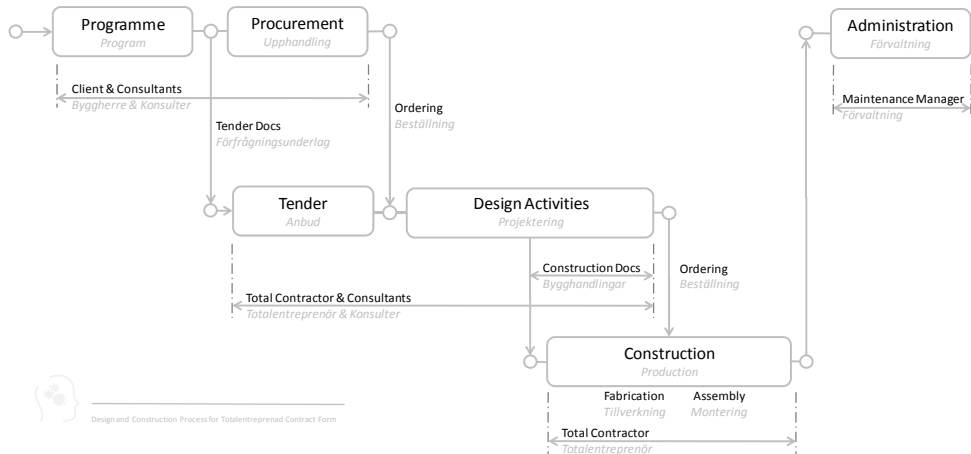 Programme
Program
Procurement
Upphandling
Administration
Förvaltning
Client & Consultants
Byggherre & Konsulter
Ordering
Beställning
Maintenance Manager
Förvaltning
Tender Docs
Förfrågningsunderlag
Tender
Anbud
Design Activities
Projektering
Construction Docs
Bygghandlingar
Ordering
Beställning
Total Contractor & Consultants
Totalentreprenör & Konsulter
Construction
Production
Fabrication
Tillverkning
Assembly
Montering
Design and Construction Process for Totalentreprenad Contract Form
Total Contractor
Totalentreprenör